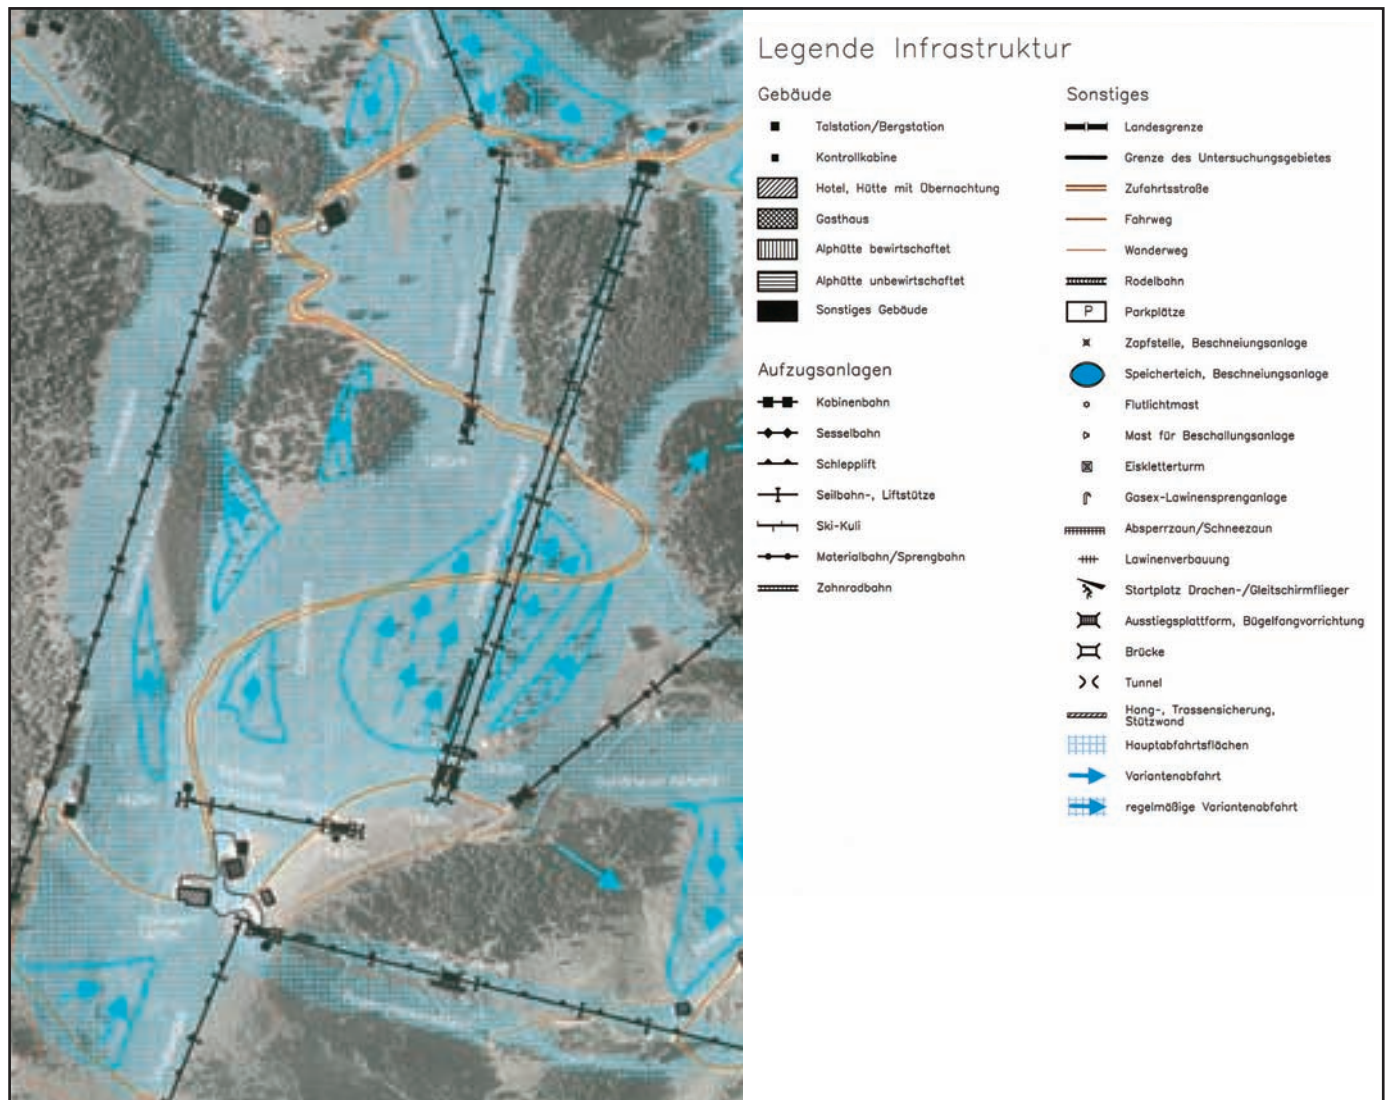 Legende Infrastruktur
Gebäude
Talstation/Bergstation
Kontrollkabine
Hotel, Hütte mit Übernachtung
Gasthaus
Alphütte bewirtschaftet
Alphütte unbewirtschaftet
Sonstiges Gebäude
Aufzugsanlagen
Kabinenbahn
Sesselbahn
Schlepplift
Seilbahn-, Liftstütze
Ski-Kuli
Materialbahn/Sprengbahn
Zahnradbahn
Sonstiges
Landesgrenze
Grenze des Untersuchungsgebietes
Zufahrtsstraße
Fahrweg
Wanderweg
Rodelbahn
P Parkplätze
Zapfstelle, Beschneiungsanlage
Speicherteich, Beschneiungsanlage
Flutlichtmast
Mast für Beschallungsanlage
Eiskletterturm
Gasex-Lawinensprenganlage
Absperrzaun/Schneezaun
Lawinenverbauung
Startplatz Drachen-/Gleitschirmflieger
Ausstiegsplattform, Bügelfangvorrichtung
Brücke
Tunnel
Hang-, Trassensicherung,
Stützwand
Hauptabfahrtsflächen
Variantenabfahrt
regelmäßige Variantenabfahrt